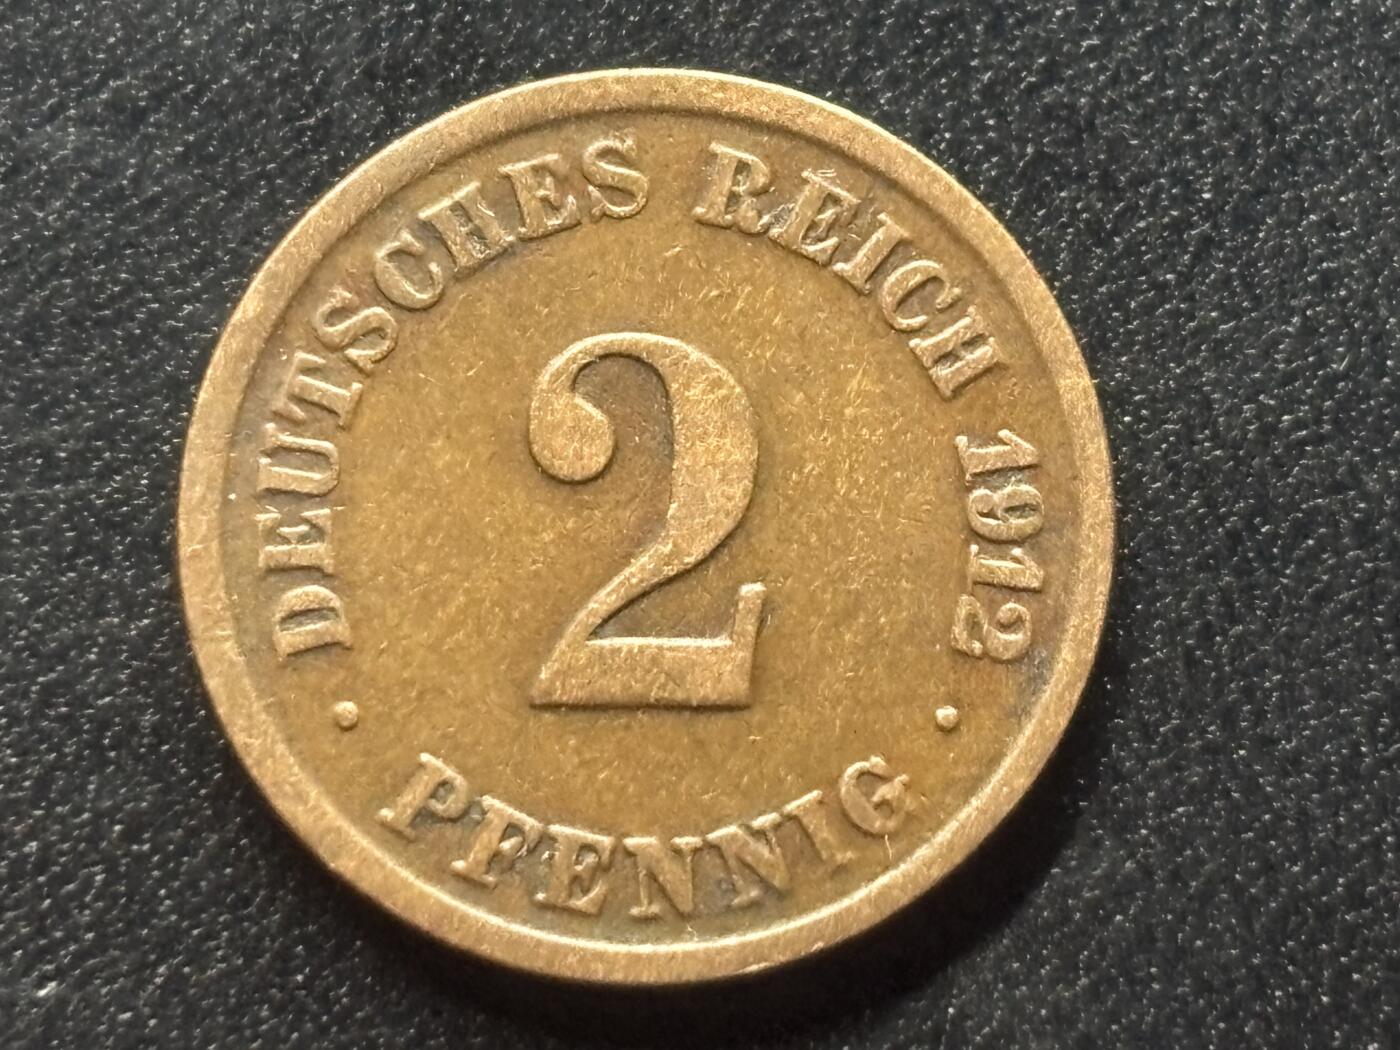 DEUTSCHES REICH 1912
2
· PFENNIG ·